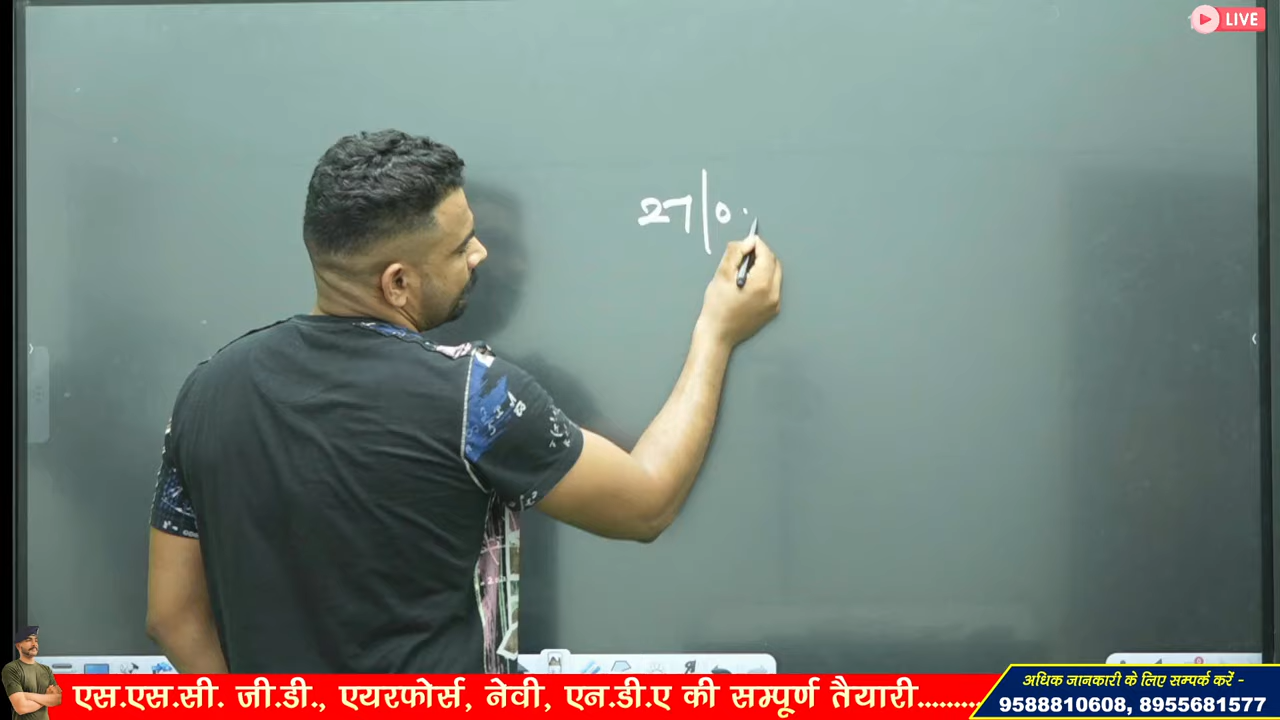 LIVE
27|0.
एस.एस.सी. जी.डी., एयरफोर्स, नेवी, एन.डी.ए की सम्पूर्ण तैयारी.........
अधिक जानकारी के लिए सम्पर्क करें -
9588810608, 8955681577